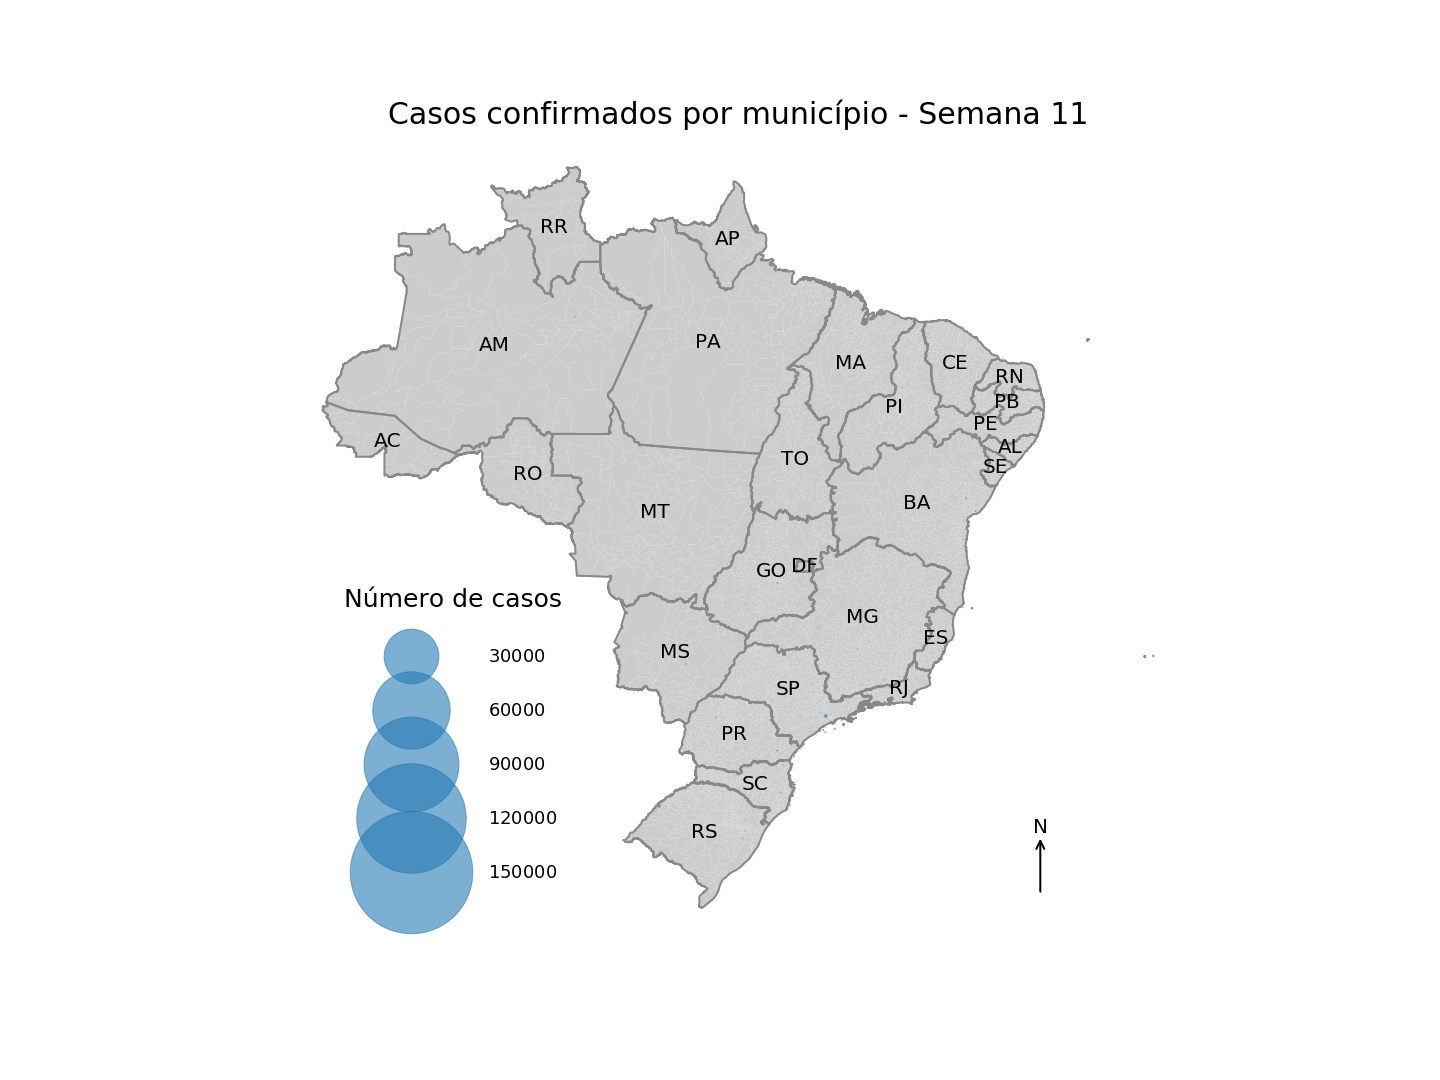 Casos confirmados por município - Semana 11
RR
AP
AM
PA
MA
CE
RN
PB
PI
PE
AC
AL
TO
SE
RO
BA
MT
GO
DF
Número de casos
MG
ES
MS
30000
SP
RJ
60000
PR
90000
SC
120000
N
RS
150000